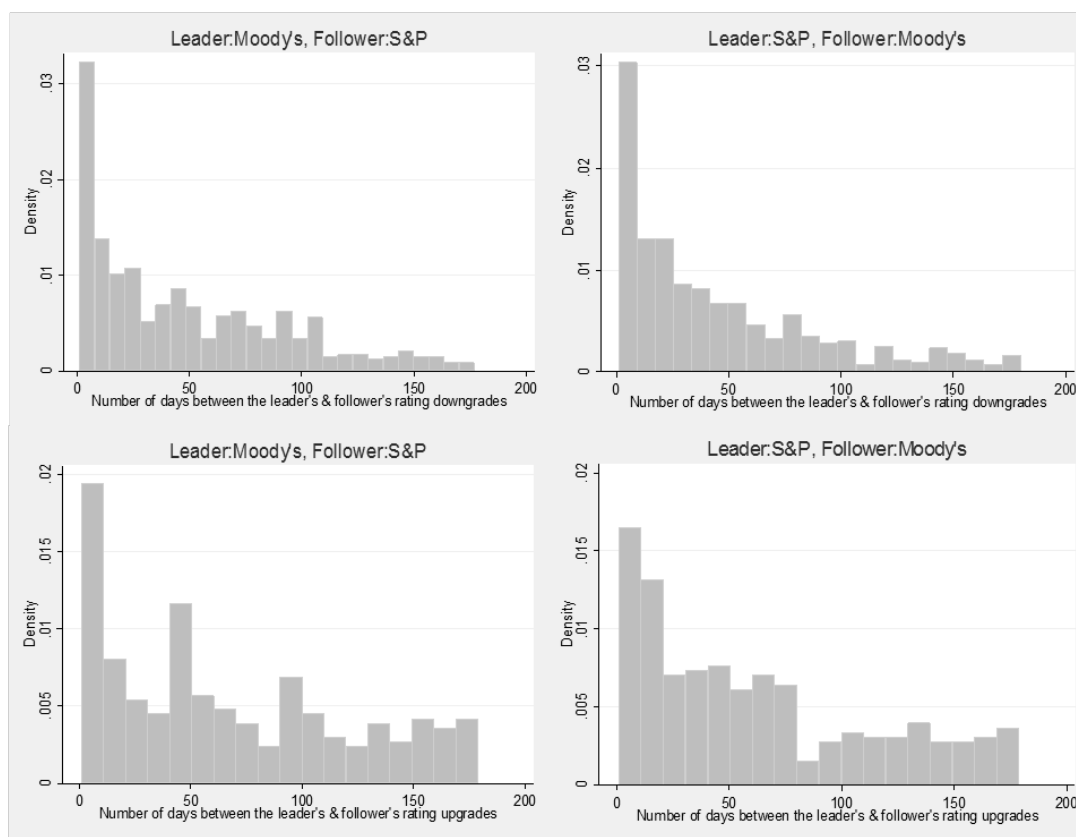 Leader:Moody's, Follower:S&P
Density
.03
.02
.01
0
0 50 100 150 200
Number of days between the leader's & follower's rating downgrades
Leader:S&P, Follower:Moody's
Density
.03
.02
.01
0
0 50 100 150 200
Number of days between the leader's & follower's rating downgrades
Leader:Moody's, Follower:S&P
Density
.02
.015
.01
.005
0
0 50 100 150 200
Number of days between the leader's & follower's rating upgrades
Leader:S&P, Follower:Moody's
Density
.02
.015
.01
.005
0
0 50 100 150 200
Number of days between the leader's & follower's rating upgrades